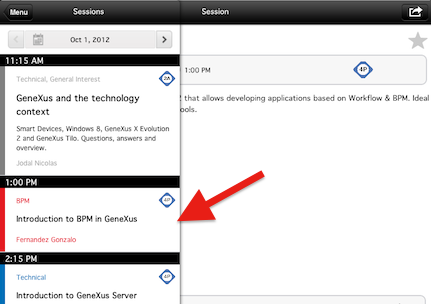 Menu
Sessions
Session
Oct 1, 2012
11:15 AM
Technical, General Interest
2A
GeneXus and the technology
context
Smart Devices, Windows 8, GeneXus X Evolution
2 and GeneXus Tilo. Questions, answers and
overview.
Jodal Nicolas
1:00 PM
BPM
4P
Introduction to BPM in GeneXus
Fernandez Gonzalo
2:15 PM
Technical
4P
Introduction to GeneXus Server
1:00 PM
4P
that allows developing applications based on Workflow & BPM. Ideal
ools.